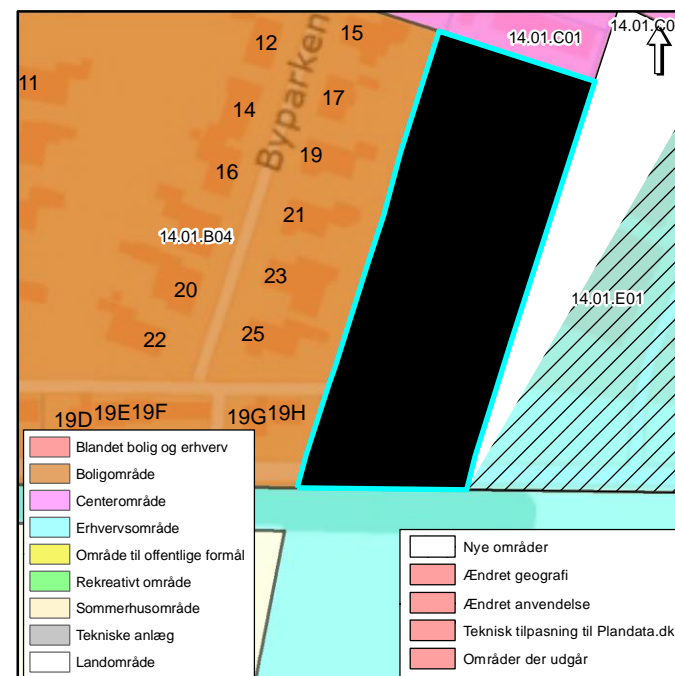 15
12
14.01.C01
14.01.C0
11
17
14
Byparken
19
16
21
14.01.B04
23
20
14.01.E01
25
22
19D 19E 19F 19G 19H
Blandet bolig og erhverv
Boligområde
Centerområde
Erhvervsområde
Område til offentlige formål
Rekreativt område
Sommerhusområde
Tekniske anlæg
Landområde
Nye områder
Ændret geografi
Ændret anvendelse
Teknisk tilpasning til Plandata.dk
Områder der udgår